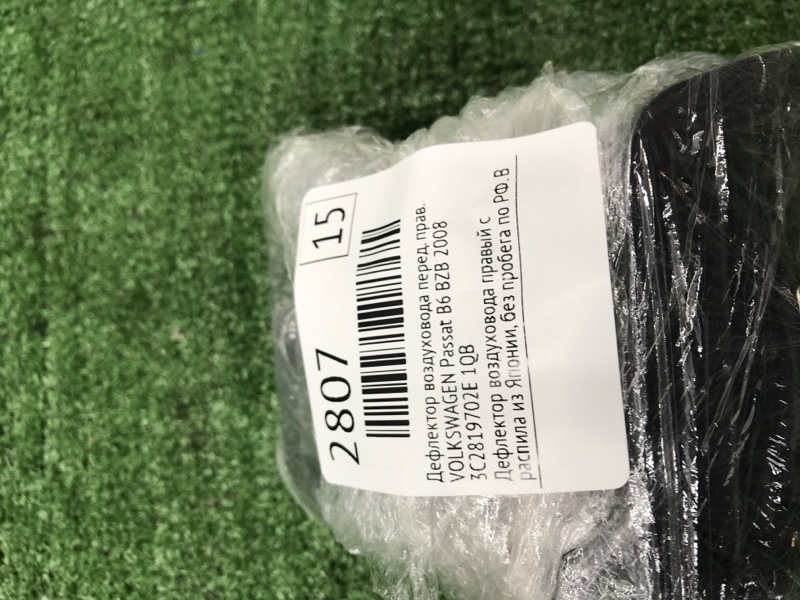 2807 15
Дефлектор воздуховода перед. прав.
VOLKSWAGEN Passat B6 BZB 2008
3C2819702E 1QB
Дефлектор воздуховода правый с
распила из Японии, без пробега по РФ.В